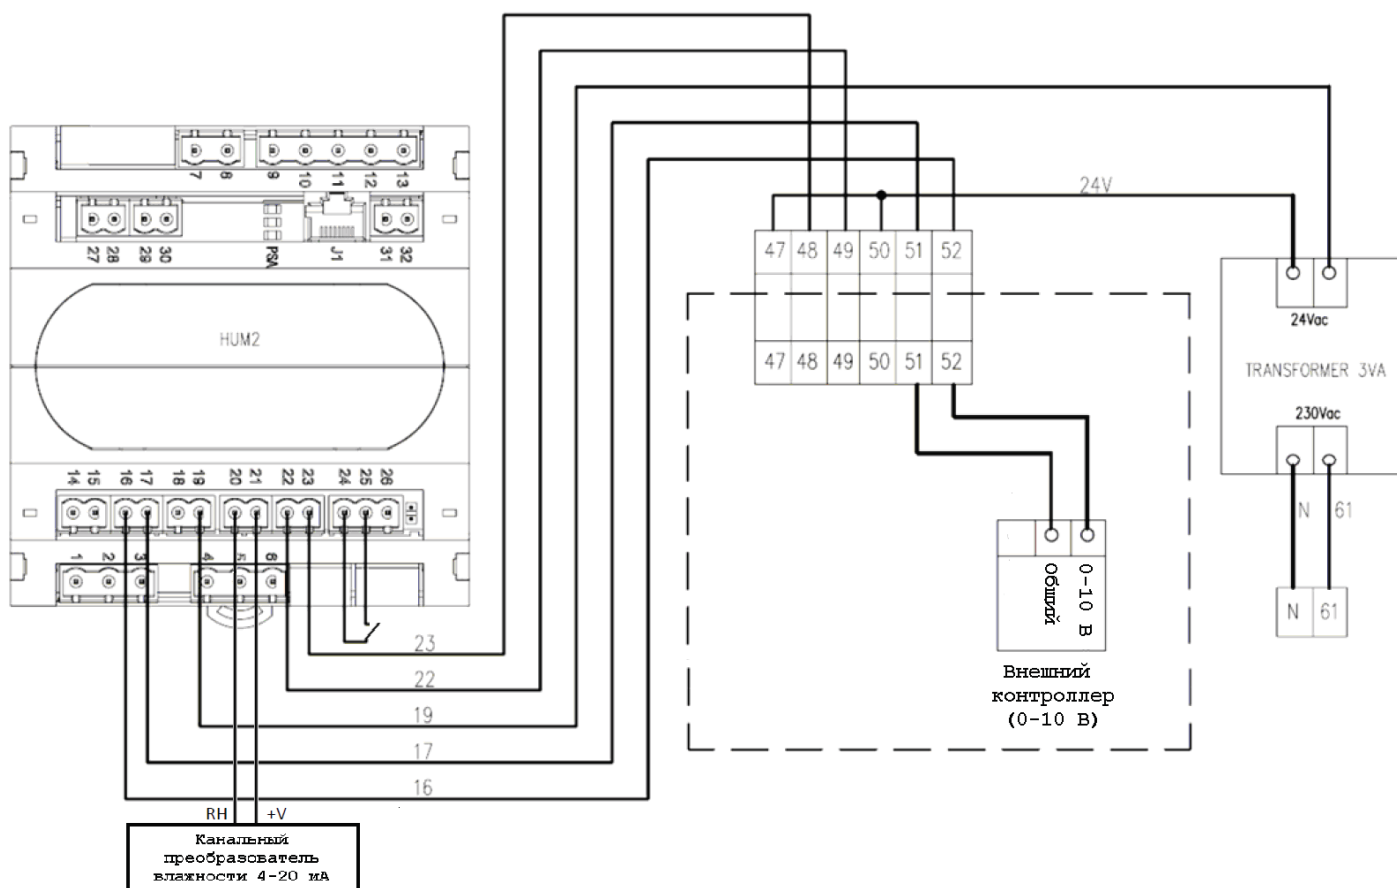 7 8 9 10 11 12 13
27 28 29 30 PSA J1 31 32
HUM2
14 15 16 17 18 19 20 21 22 23 24 25 26
1 2 3 4 5 6
23
22
19
17
16
RH +V
Канальный
преобразователь
влажности 4-20 мА
24V
47 48 49 50 51 52
47 48 49 50 51 52
Общий
0-10 В
Внешний
контроллер
(0-10 В)
24Vac
TRANSFORMER 3VA
230Vac
N 61
N 61